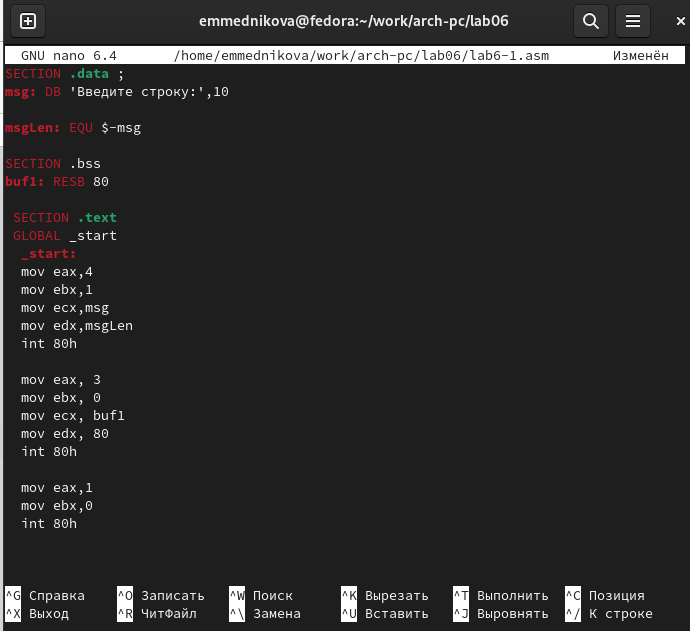 emmednikova@fedora:~/work/arch-pc/lab06
GNU nano 6.4 /home/emmednikova/work/arch-pc/lab06/lab6-1.asm Изменён
SECTION .data ;
msg: DB 'Введите строку:',10
msgLen: EQU $-msg
SECTION .bss
buf1: RESB 80
SECTION .text
GLOBAL _start
_start:
mov eax,4
mov ebx,1
mov ecx,msg
mov edx,msgLen
int 80h
mov eax, 3
mov ebx, 0
mov ecx, buf1
mov edx, 80
int 80h
mov eax,1
mov ebx,0
int 80h
^G Справка ^O Записать ^W Поиск ^K Вырезать ^T Выполнить ^C Позиция
^X Выход ^R ЧитФайл ^\ Замена ^U Вставить ^J Выровнять ^/ К строке